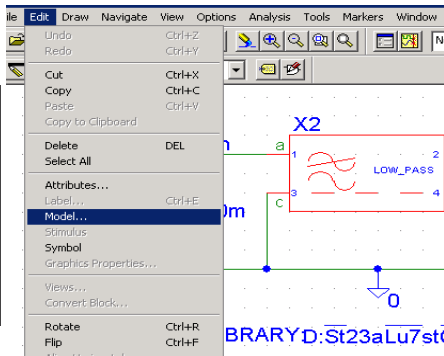 ile Edit Draw Navigate View Options Analysis Tools Markers Window
Undo Ctrl+Z
Redo Ctrl+Y
Cut Ctrl+X
Copy Ctrl+C
Paste Ctrl+V
Copy to Clipboard
Delete DEL
Select All
Attributes...
Label... Ctrl+E
Model...
Stimulus
Symbol
Graphics Properties...
Views...
Convert Block...
Rotate Ctrl+R
Flip Ctrl+F
N
X2
a
1
2
LOW_PASS
3
4
c
0m
0
BRARY:D:St23aLu7st